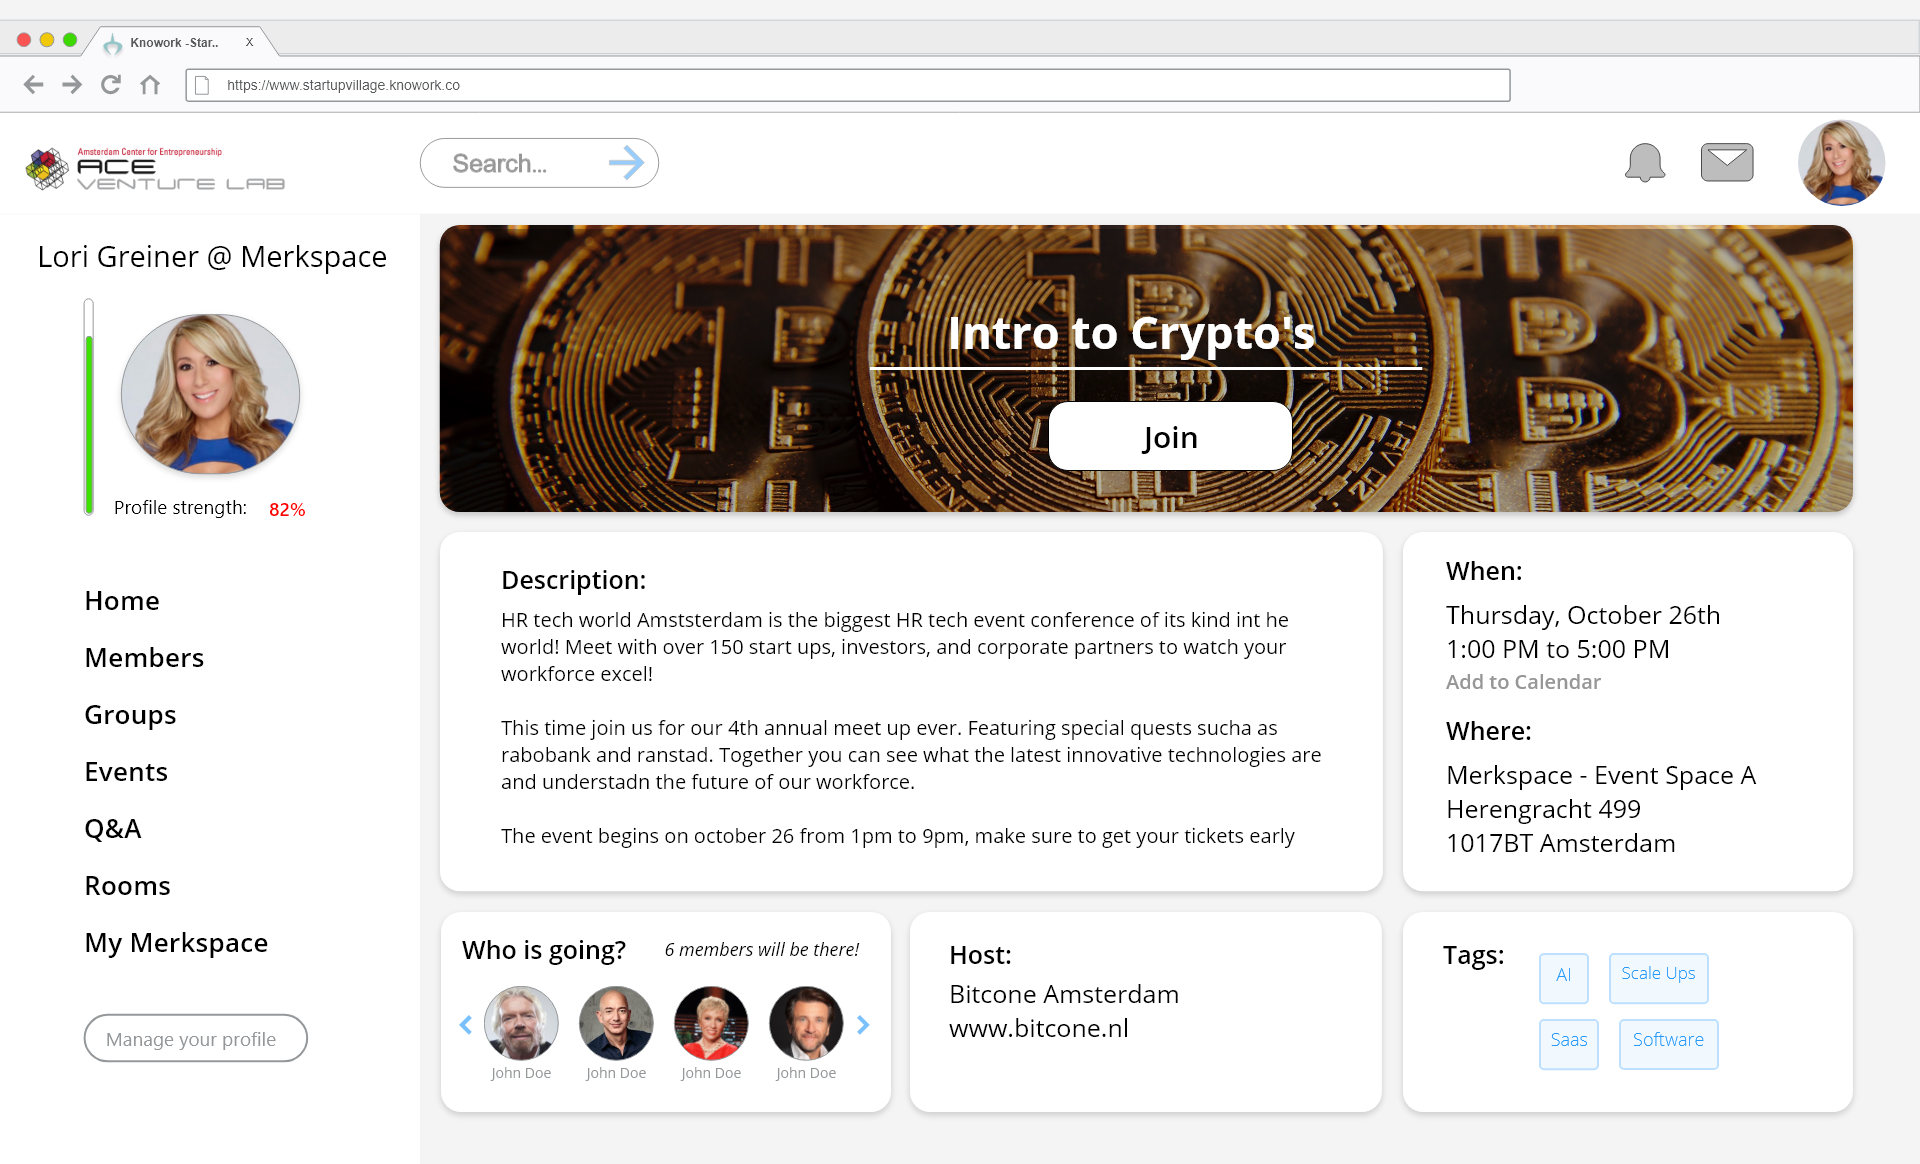 Knowork -Star..
X
https://www.startupvillage.knowork.co
Amsterdam Center for Entrepreneurship
ACE
VENTURE LAB
Search...
Lori Greiner @ Merkspace
Profile strength: 82%
Home
Members
Groups
Events
Q&A
Rooms
My Merkspace
Manage your profile
Intro to Crypto's
Join
Description:
HR tech world Amststerdam is the biggest HR tech event conference of its kind int he
world! Meet with over 150 start ups, investors, and corporate partners to watch your
workforce excel!
This time join us for our 4th annual meet up ever. Featuring special quests sucha as
rabobank and ranstad. Together you can see what the latest innovative technologies are
and understadn the future of our workforce.
The event begins on october 26 from 1pm to 9pm, make sure to get your tickets early
When:
Thursday, October 26th
1:00 PM to 5:00 PM
Add to Calendar
Where:
Merkspace - Event Space A
Herengracht 499
1017BT Amsterdam
Who is going? 6 members will be there!
John Doe John Doe John Doe John Doe
Host:
Bitcone Amsterdam
www.bitcone.nl
Tags:
AI Scale Ups
Saas Software